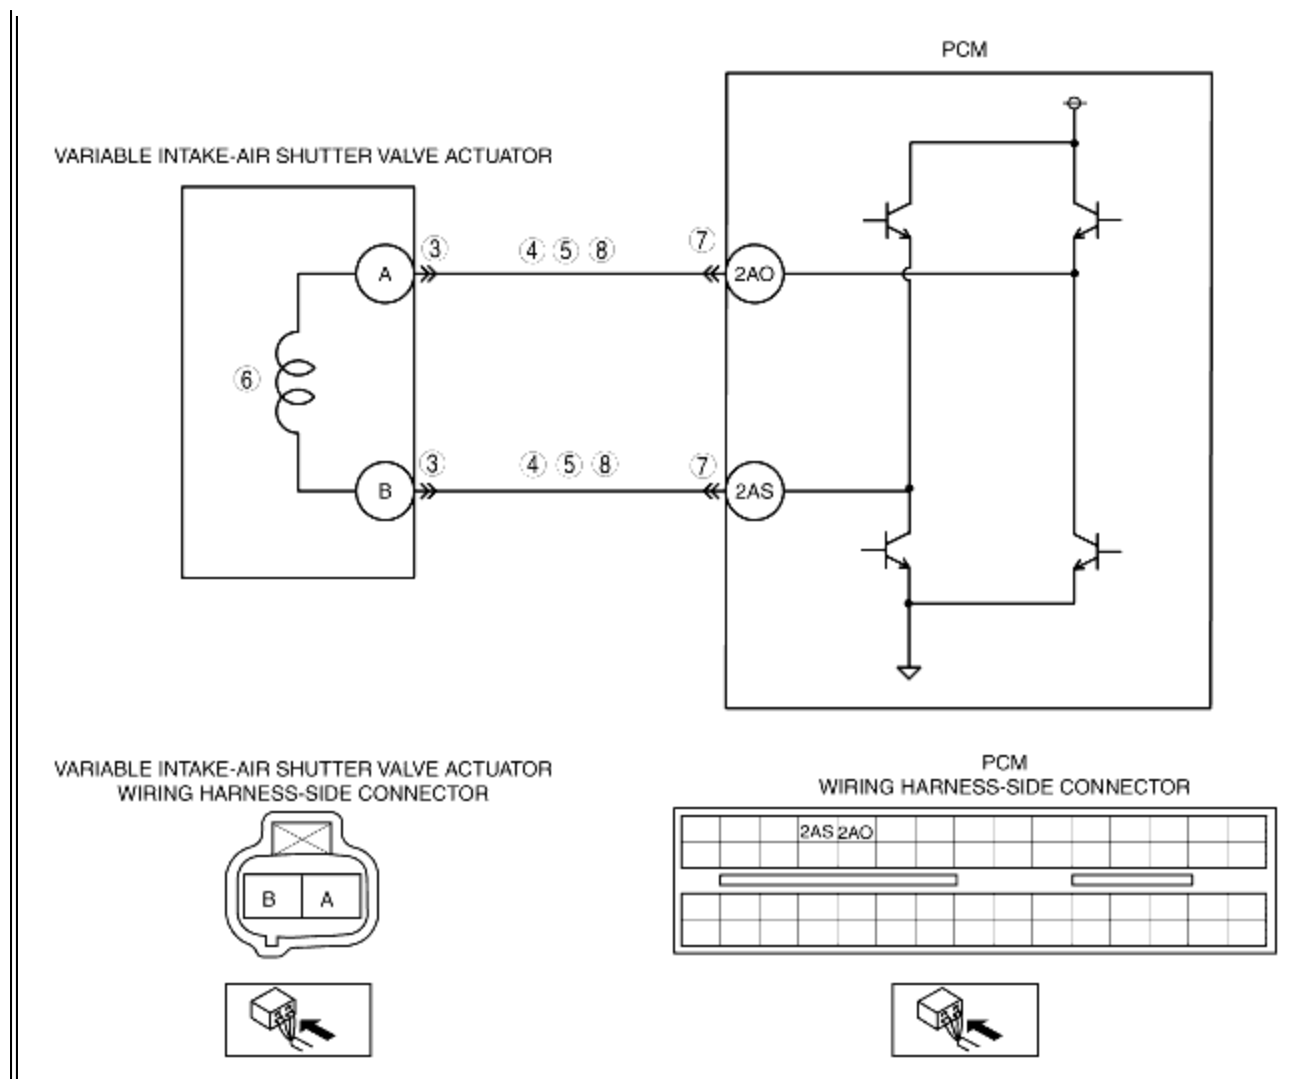 PCM
VARIABLE INTAKE-AIR SHUTTER VALVE ACTUATOR
A
3
4 5 8
7
2AO
6
B
3
4 5 8
7
2AS
VARIABLE INTAKE-AIR SHUTTER VALVE ACTUATOR
WIRING HARNESS-SIDE CONNECTOR
B A
PCM
WIRING HARNESS-SIDE CONNECTOR
2AS 2AO